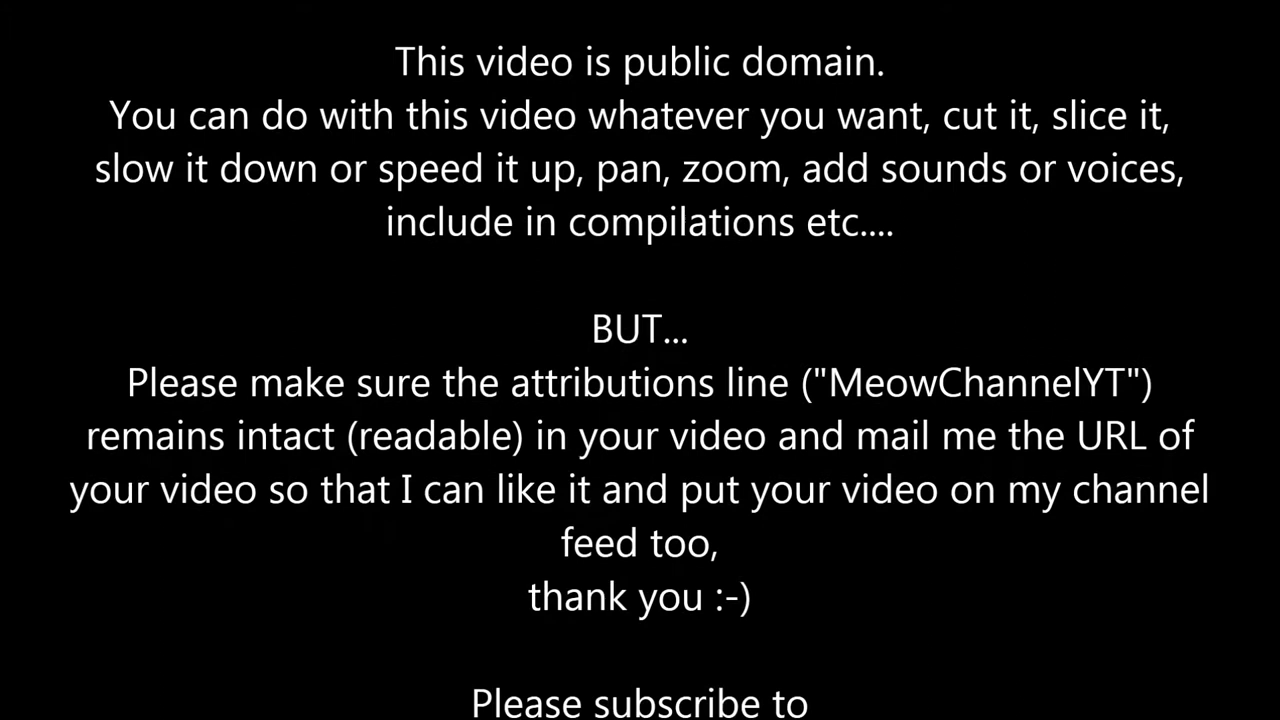 This video is public domain.
You can do with this video whatever you want, cut it, slice it,
slow it down or speed it up, pan, zoom, add sounds or voices,
include in compilations etc....
BUT...
Please make sure the attributions line ("MeowChannelYT")
remains intact (readable) in your video and mail me the URL of
your video so that I can like it and put your video on my channel
feed too,
thank you :-)
Please subscribe to